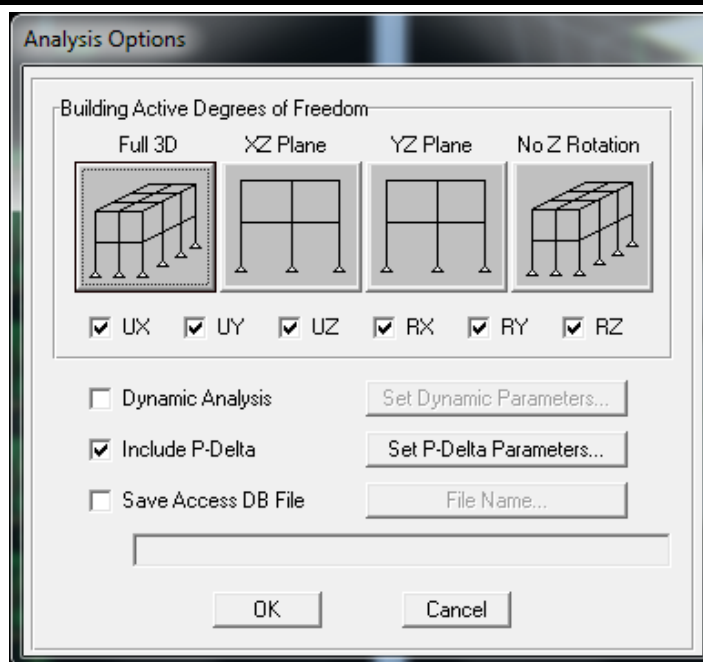 Analysis Options
Building Active Degrees of Freedom
Full 3D XZ Plane YZ Plane No Z Rotation
UX UY UZ RX RY RZ
Dynamic Analysis Set Dynamic Parameters...
Include P-Delta Set P-Delta Parameters...
Save Access DB File File Name...
OK Cancel